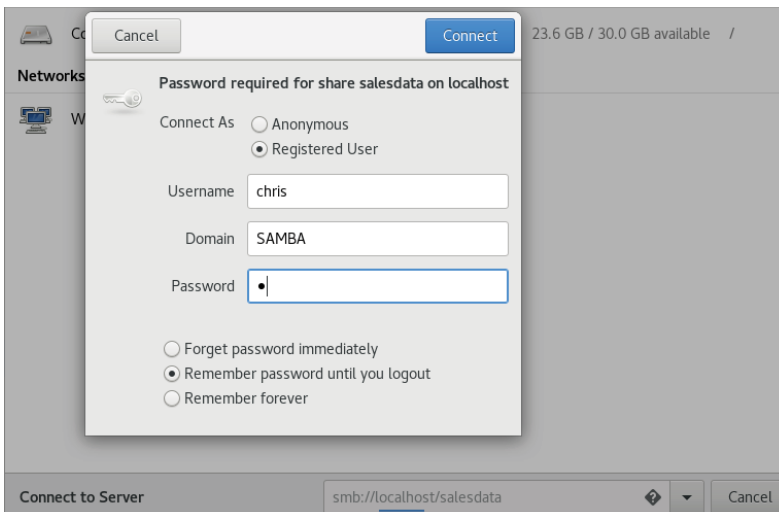 Co
23.6 GB / 30.0 GB available /
Cancel
Connect
Networks
Password required for share salesdata on localhost
W
Connect As
Anonymous
Registered User
Username chris
Domain SAMBA
Password
Forget password immediately
Remember password until you logout
Remember forever
Connect to Server
smb://localhost/salesdata
Cancel